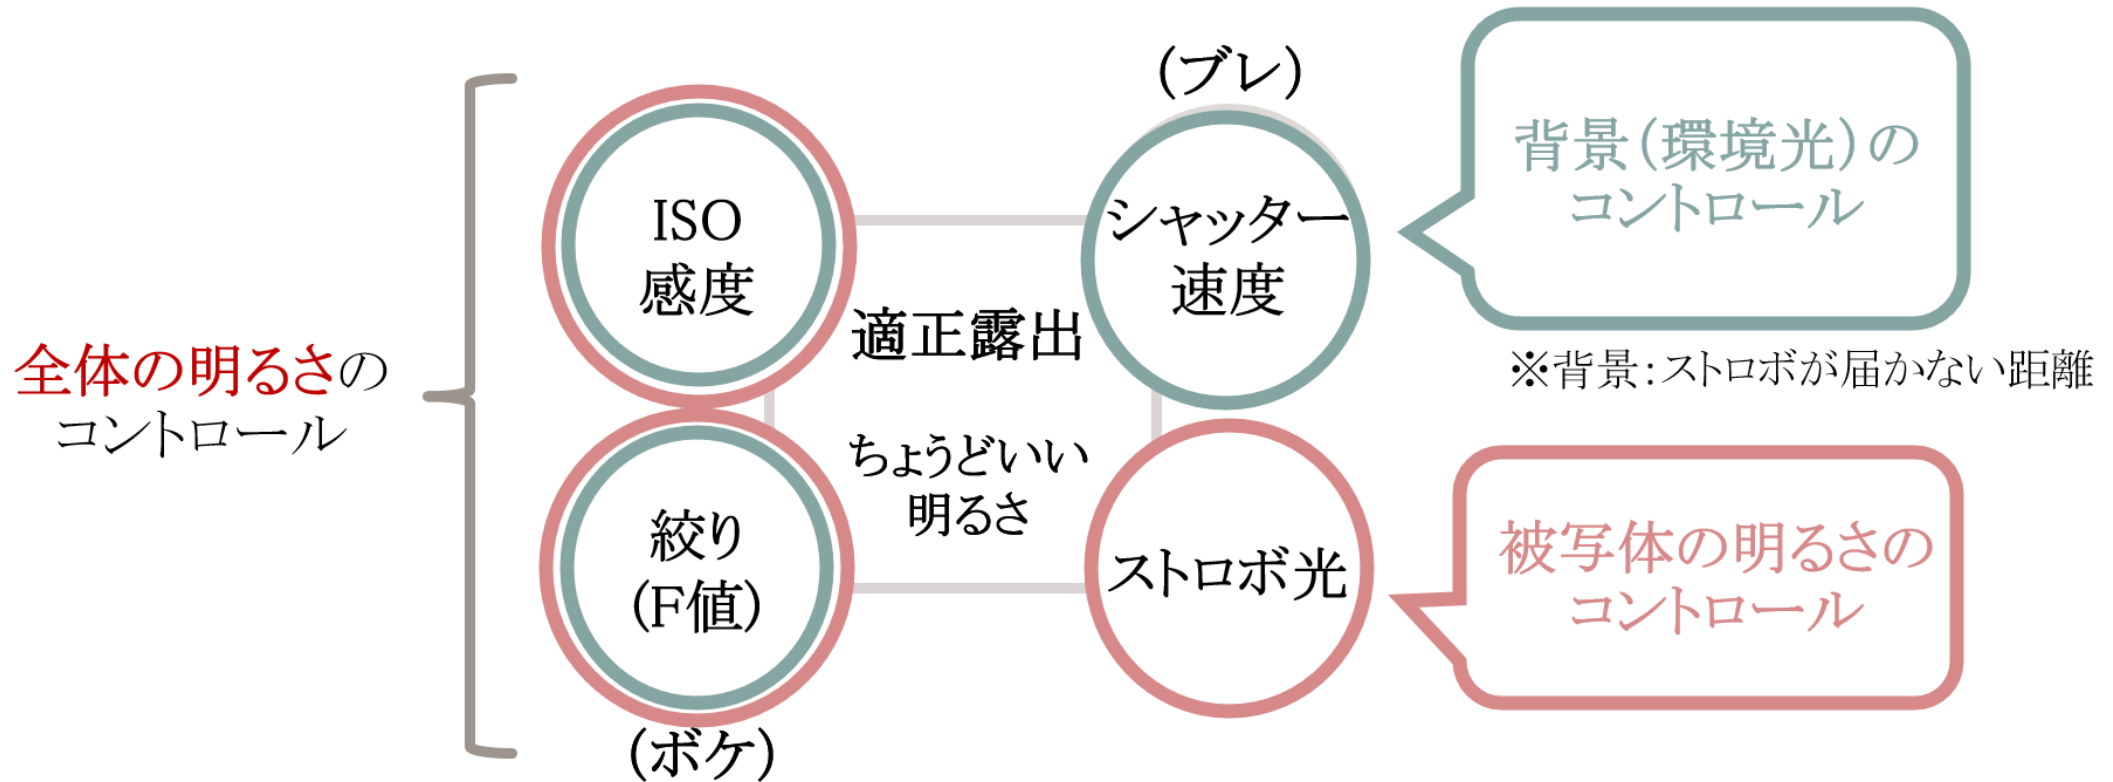 全体の明るさの
コントロール
ISO
感度
絞り
(F値)
(ボケ)
適正露出
ちょうどいい
明るさ
(ブレ)
シャッター
速度
ストロボ光
背景(環境光)の
コントロール
※背景:ストロボが届かない距離
被写体の明るさの
コントロール